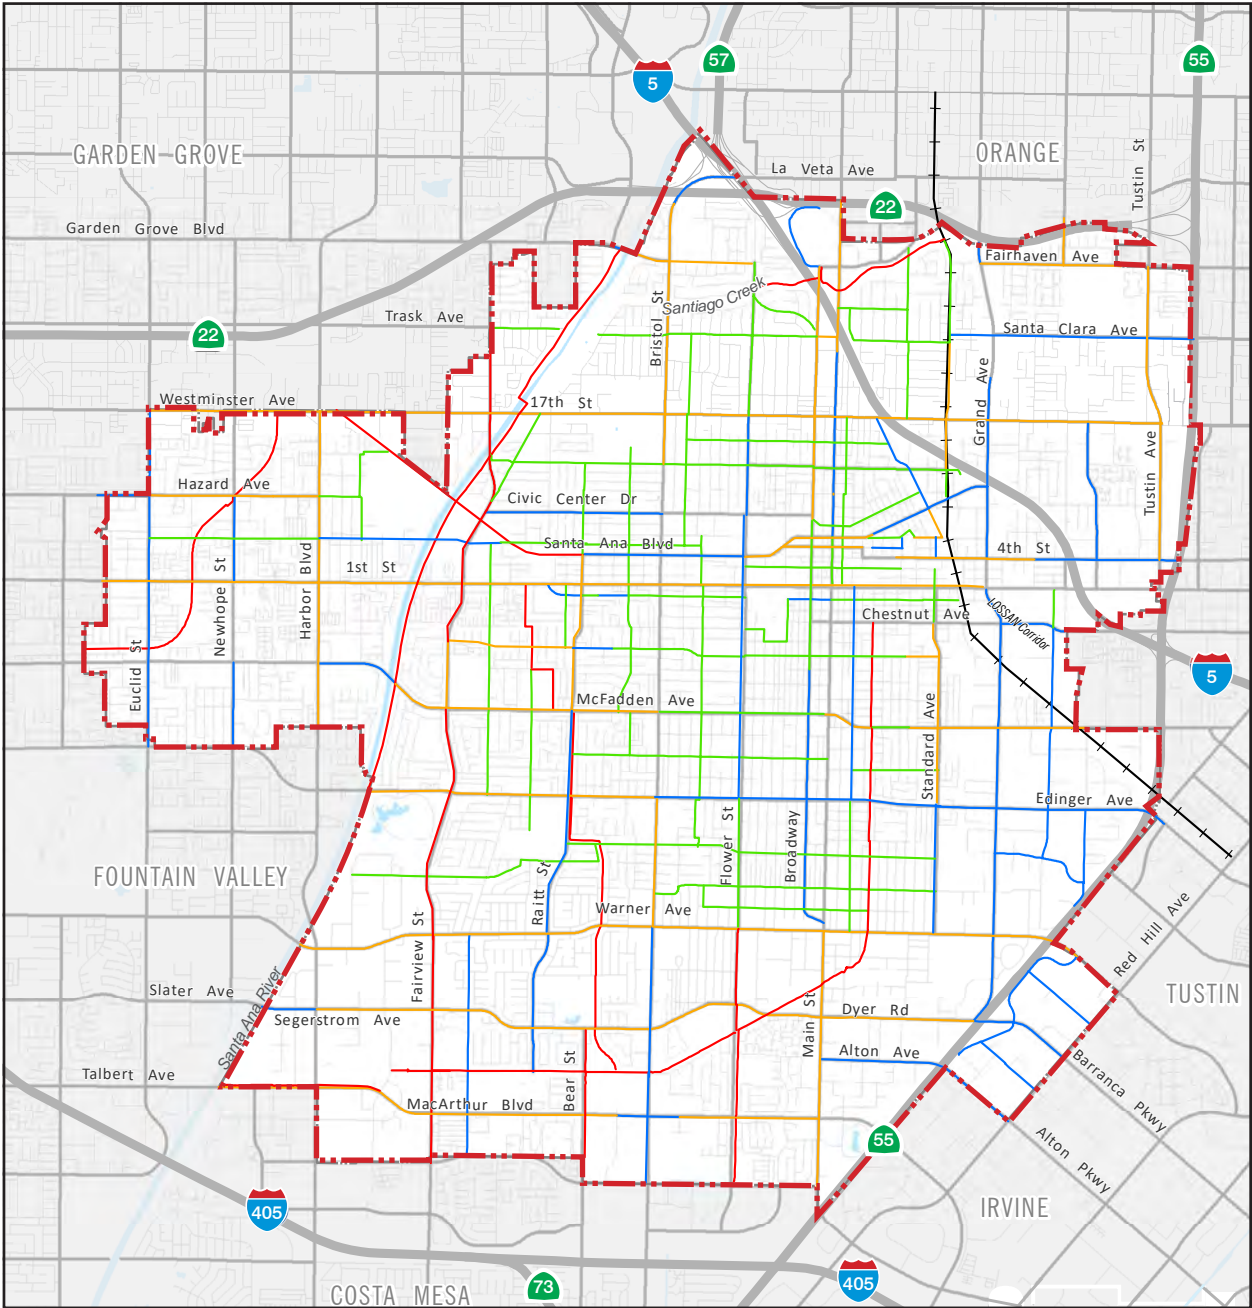 5
57
55
GARDEN GROVE
ORANGE
Tustin St
La Veta Ave
22
Garden Grove Blvd
Fairhaven Ave
Santiago Creek
Bristol St
Trask Ave
22
Santa Clara Ave
Westminster Ave
17th St
Grand Ave
Tustin Ave
Hazard Ave
Civic Center Dr
Santa Ana Blvd
4th St
Harbor Blvd
1st St
Newhope St
Chestnut Ave
LOSSAN Corridor
Euclid St
5
McFadden Ave
Standard Ave
Edinger Ave
Flower St
Broadway
FOUNTAIN VALLEY
Raitt St
Warner Ave
Fairview St
Red Hill Ave
Slater Ave
Santa Ana River
TUSTIN
Segerstrom Ave
Main St
Dyer Rd
Alton Ave
Bear St
Talbert Ave
Barranca Pkwy
MacArthur Blvd
55
Alton Pkwy
405
IRVINE
73
405
COSTA MESA